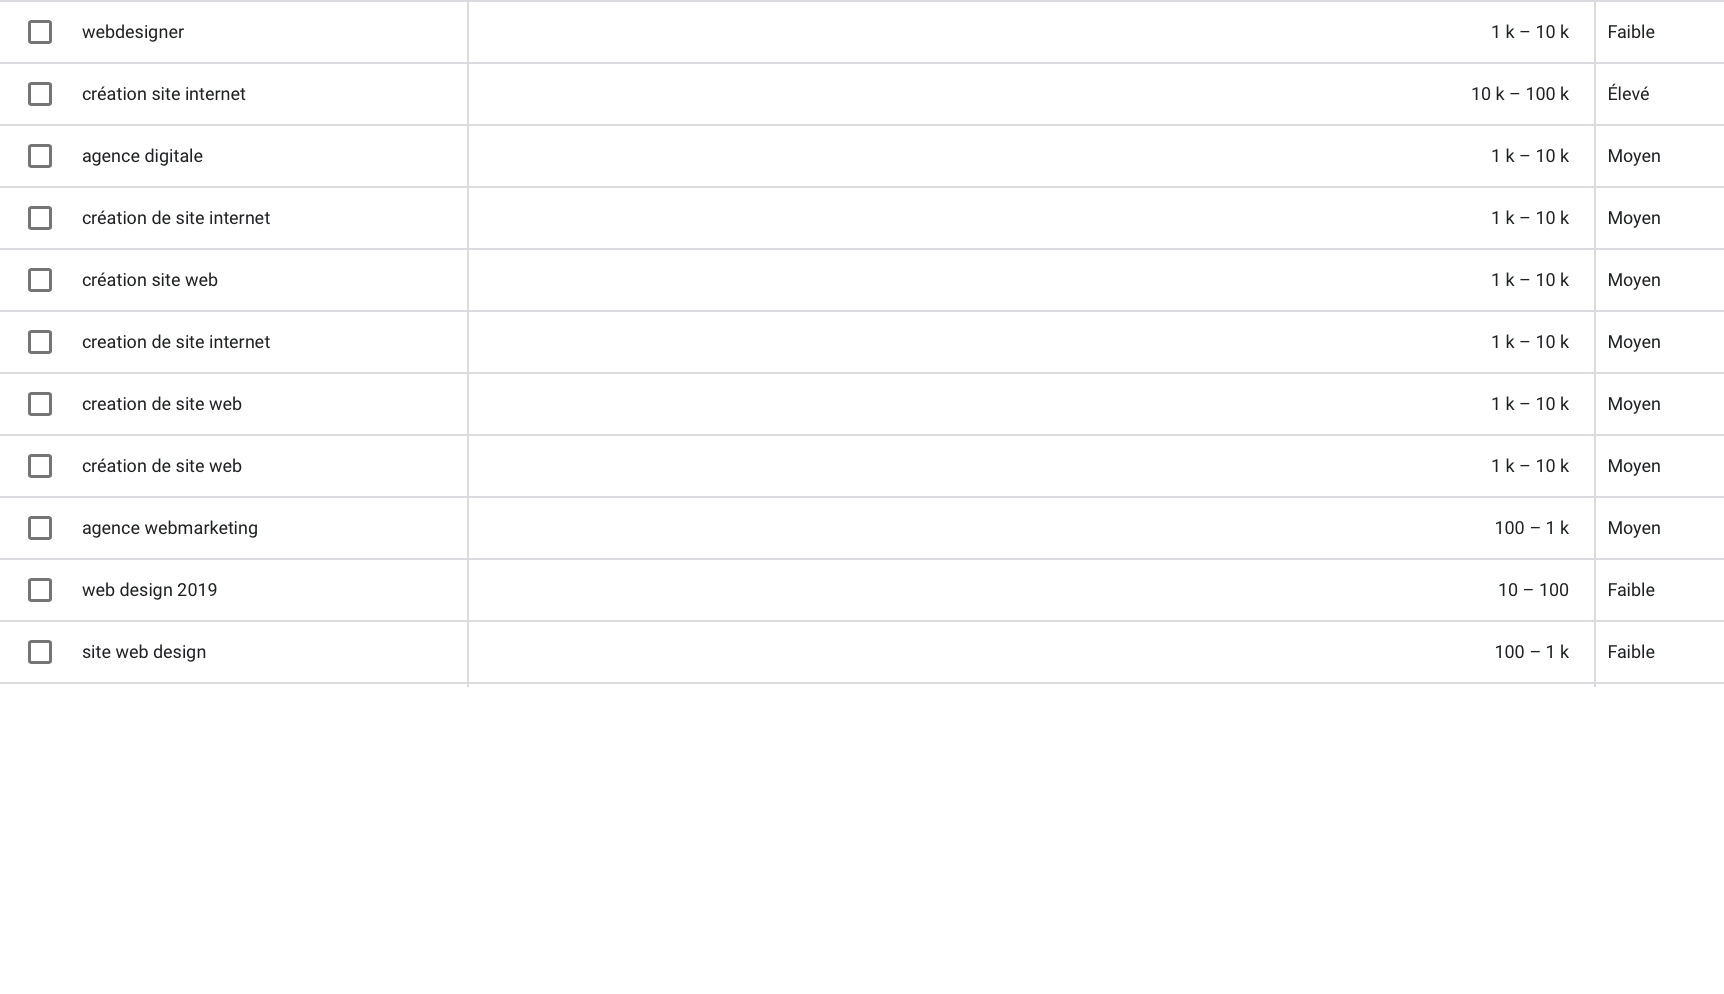 webdesigner 1 k – 10 k Faible
création site internet 10 k – 100 k Élevé
agence digitale 1 k – 10 k Moyen
création de site internet 1 k – 10 k Moyen
création site web 1 k – 10 k Moyen
creation de site internet 1 k – 10 k Moyen
creation de site web 1 k – 10 k Moyen
création de site web 1 k – 10 k Moyen
agence webmarketing 100 – 1 k Moyen
web design 2019 10 – 100 Faible
site web design 100 – 1 k Faible